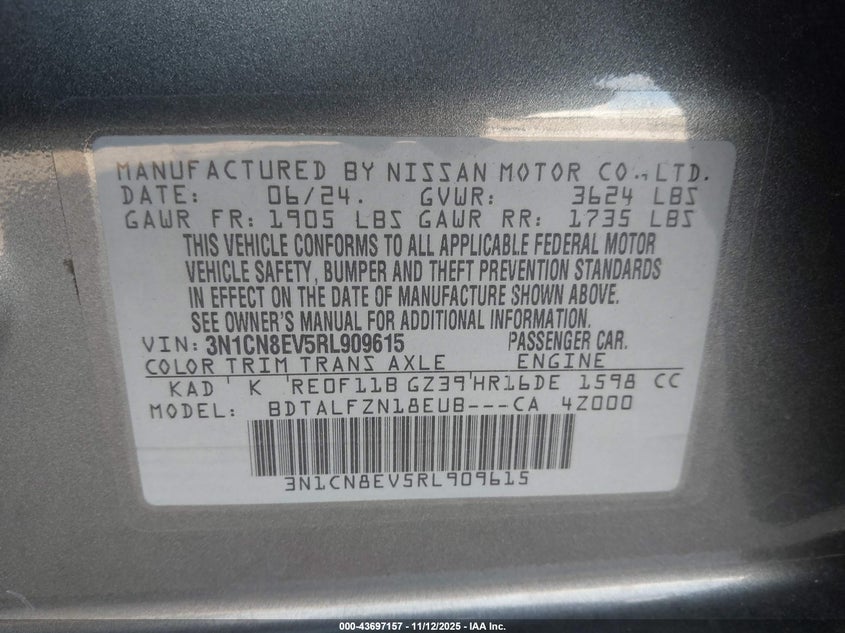 MANUFACTURED BY NISSAN MOTOR CO.,LTD.
DATE: 06/24. GVWR: 3624 LBS
GAWR FR: 1905 LBS GAWR RR: 1735 LBS
THIS VEHICLE CONFORMS TO ALL APPLICABLE FEDERAL MOTOR
VEHICLE SAFETY, BUMPER AND THEFT PREVENTION STANDARDS
IN EFFECT ON THE DATE OF MANUFACTURE SHOWN ABOVE.
SEE OWNER'S MANUAL FOR ADDITIONAL INFORMATION.
VIN: 3N1CN8EV5RL909615 PASSENGER CAR.
COLOR TRIM TRANS AXLE ENGINE
KAD K RE0F11B GZ39 HR16DE 1598 CC
MODEL: BDTALFZN18EUB---CA 4Z000
3N1CN8EV5RL909615
000-43697157 - 11/12/2025 - IAA Inc.